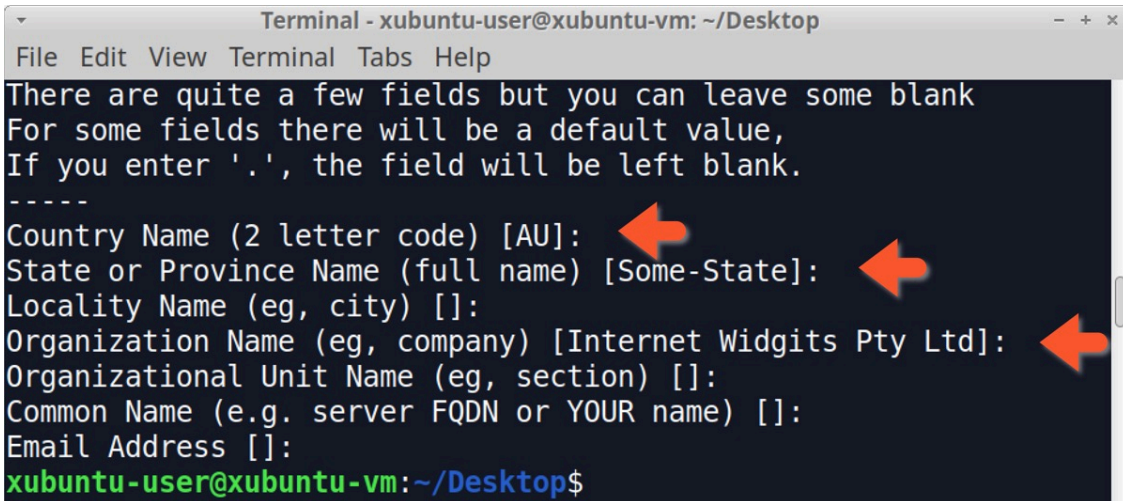 Terminal - xubuntu-user@xubuntu-vm: ~/Desktop
File Edit View Terminal Tabs Help
There are quite a few fields but you can leave some blank
For some fields there will be a default value,
If you enter '.', the field will be left blank.
-----
Country Name (2 letter code) [AU]:
State or Province Name (full name) [Some-State]:
Locality Name (eg, city) []:
Organization Name (eg, company) [Internet Widgits Pty Ltd]:
Organizational Unit Name (eg, section) []:
Common Name (e.g. server FQDN or YOUR name) []:
Email Address []:
xubuntu-user@xubuntu-vm:~/Desktop$